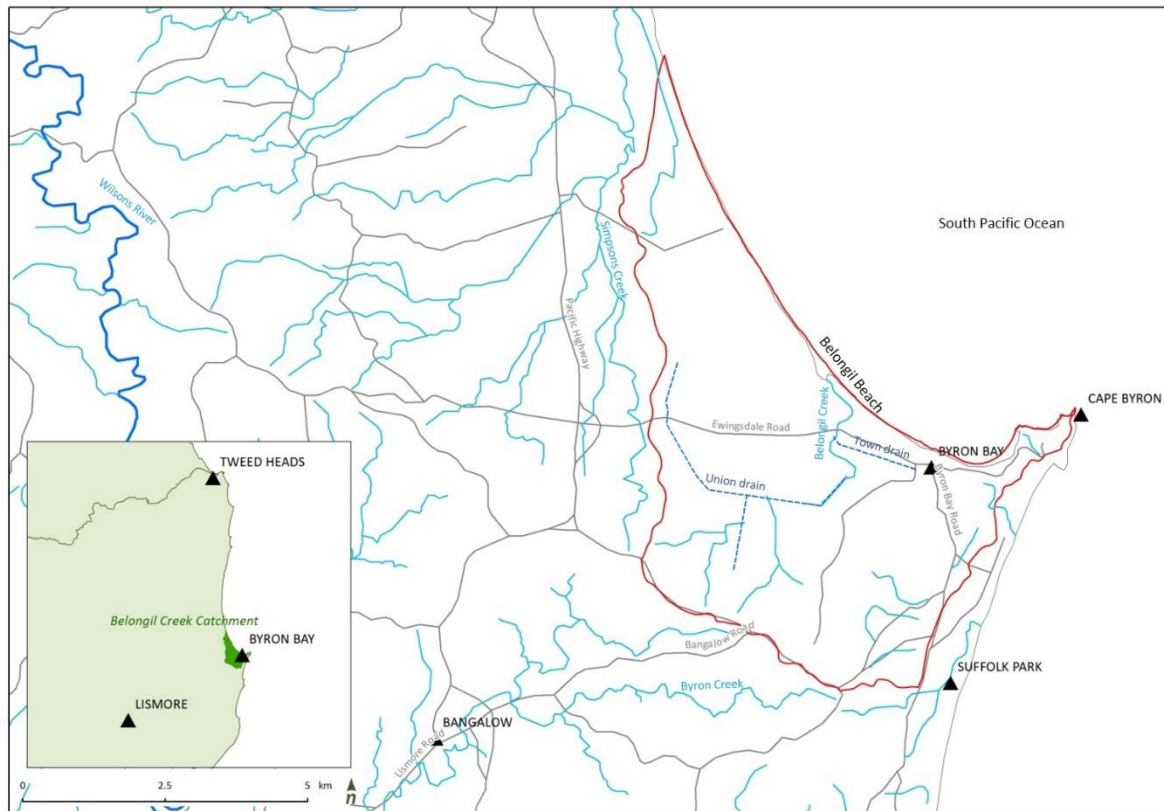 South Pacific Ocean
Wilsons River
Simpsons Creek
Pacific Highway
Belongil Beach
Belongil Creek
CAPE BYRON
Ewingsdale Road
Town drain
BYRON BAY
Union drain
Byron Bay Road
Bangalow Road
Byron Creek
SUFFOLK PARK
BANGALOW
Lismore Road
TWEED HEADS
Belongil Creek Catchment
BYRON BAY
LISMORE
0 2.5 5 km
n